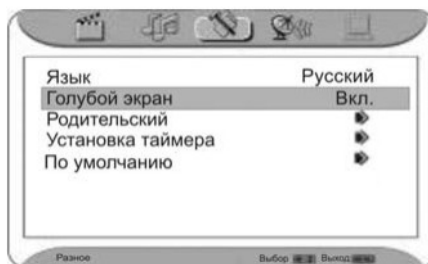 Язык Русский
Голубой экран Вкл.
Родительский
Установка таймера
По умолчанию
Разное Выбор Выход